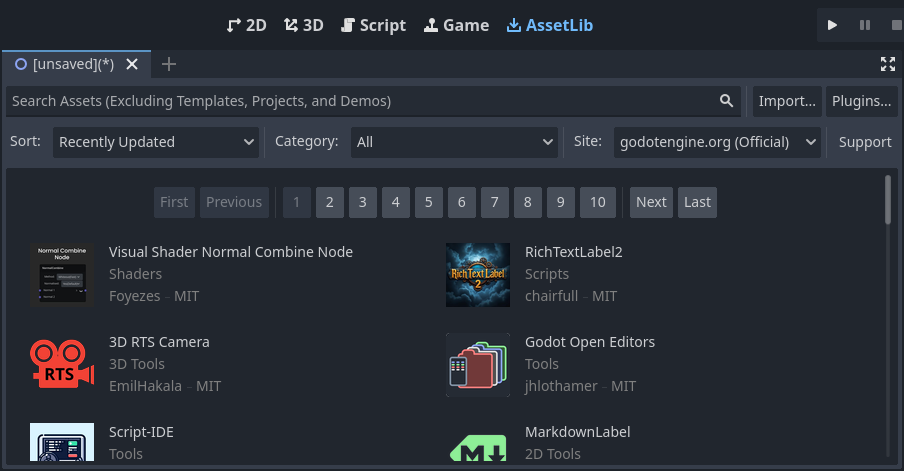 2D 3D Script Game AssetLib
[unsaved](*)
Search Assets (Excluding Templates, Projects, and Demos) Import... Plugins...
Sort: Recently Updated Category: All Site: godotengine.org (Official) Support
First Previous 1 2 3 4 5 6 7 8 9 10 Next Last
Normal Combine
Node
Visual Shader Normal Combine Node
Shaders
Foyezes - MIT
RichTextLabel
2
RichTextLabel2
Scripts
chairfull - MIT
RTS
3D RTS Camera
3D Tools
EmilHakala - MIT
Godot Open Editors
Tools
jhlothamer - MIT
Script-IDE
Tools
M
MarkdownLabel
2D Tools